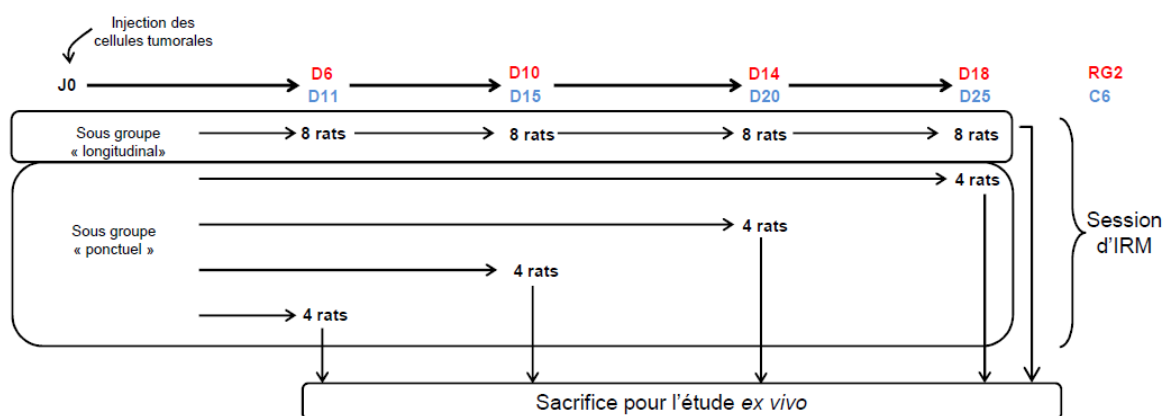 Injection des
cellules tumorales
J0 D6 D10 D14 D18 RG2
D11 D15 D20 D25 C6
Sous groupe
« longitudinal»
8 rats 8 rats 8 rats 8 rats
4 rats
Sous groupe
« ponctuel »
4 rats
4 rats
4 rats
Session
d'IRM
Sacrifice pour l'étude ex vivo